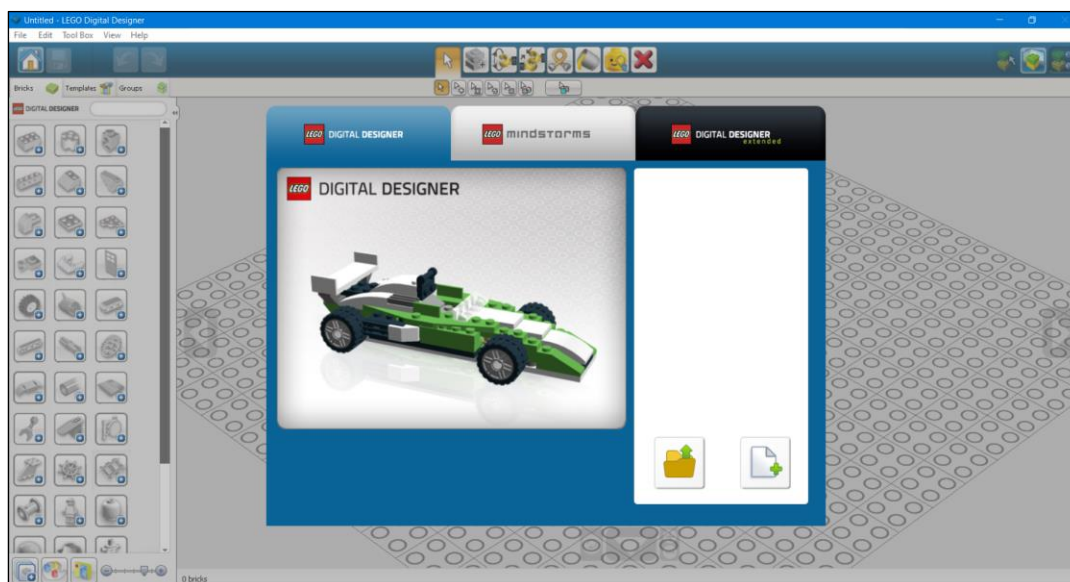 Untitled - LEGO Digital Designer
File Edit Tool Box View Help
Bricks Templates Groups
LEGO DIGITAL DESIGNER
LEGO DIGITAL DESIGNER
LEGO mindstorms
LEGO DIGITAL DESIGNER
extended
LEGO DIGITAL DESIGNER
0 bricks